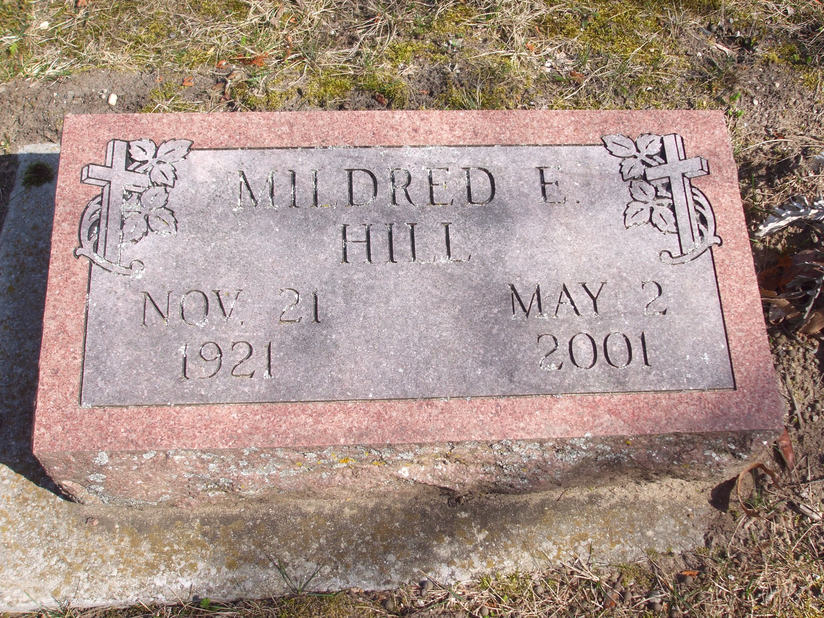 MILDRED E.
HILL
NOV. 21 MAY 2
1921 2001